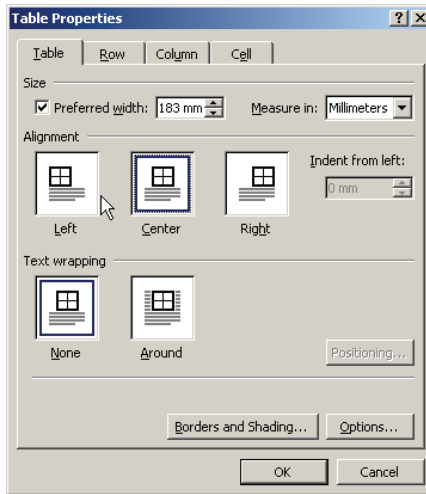 Table Properties
Table Row Column Cell
Size
Preferred width: 183 mm Measure in: Millimeters
Alignment
Indent from left:
0 mm
Left Center Right
Text wrapping
None Around Positioning...
Borders and Shading... Options...
OK Cancel